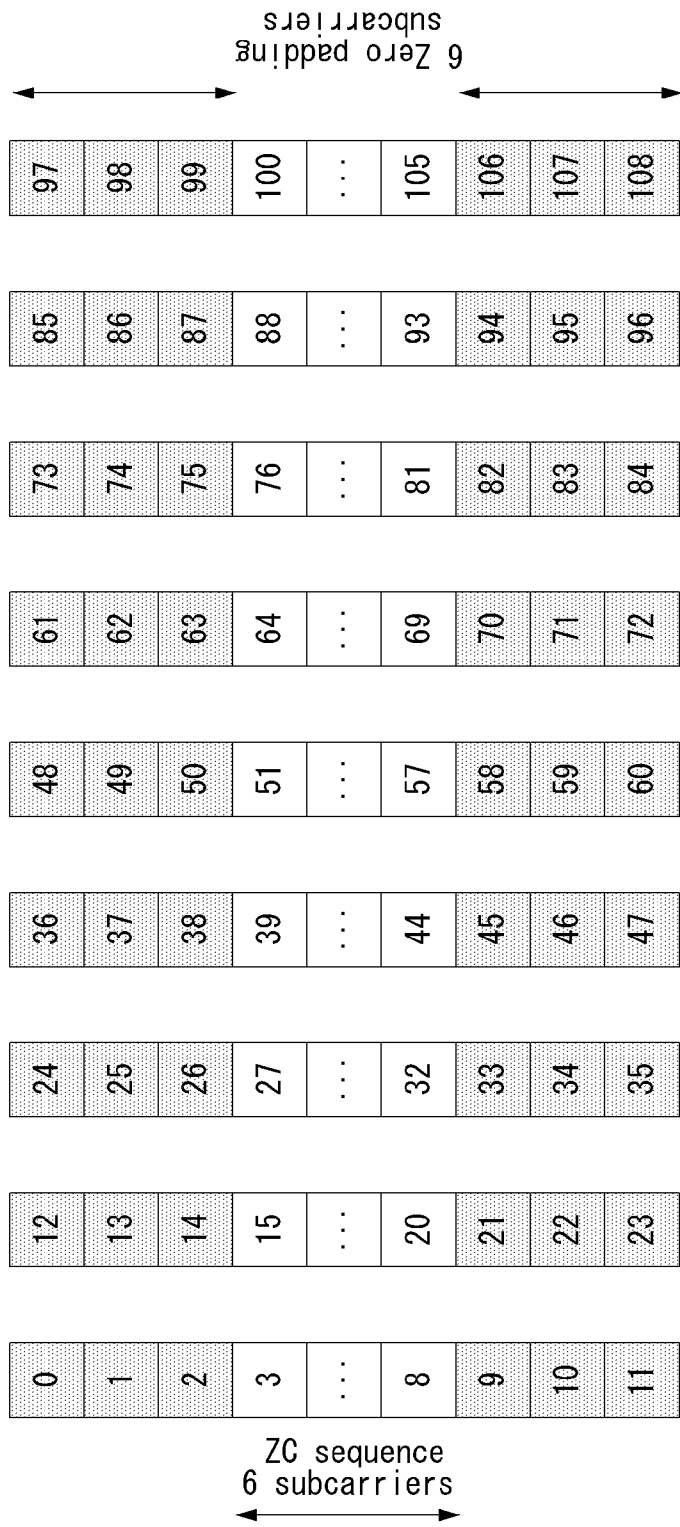 6 Zero padding
subcarriers
97 98 99 100 ... 105 106 107 108
85 86 87 88 ... 93 94 95 96
73 74 75 76 ... 81 82 83 84
61 62 63 64 ... 69 70 71 72
48 49 50 51 ... 57 58 59 60
36 37 38 39 ... 44 45 46 47
24 25 26 27 ... 32 33 34 35
12 13 14 15 ... 20 21 22 23
0 1 2 3 ... 8 9 10 11
ZC sequence
6 subcarriers